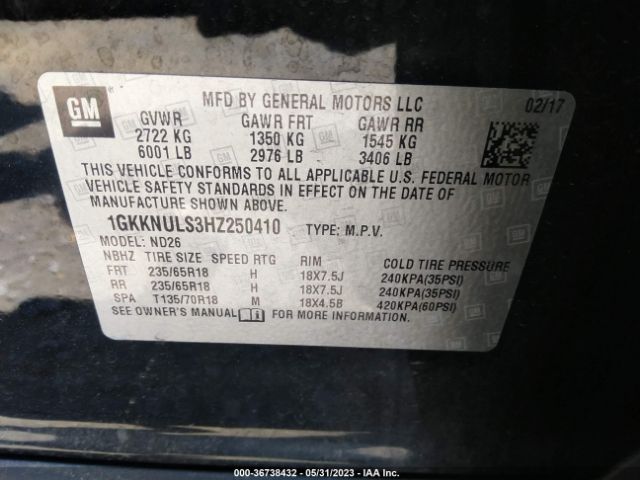 GM
MFD BY GENERAL MOTORS LLC 02/17
GVWR GAWR FRT GAWR RR
2722 KG 1350 KG 1545 KG
6001 LB 2976 LB 3406 LB
THIS VEHICLE CONFORMS TO ALL APPLICABLE U.S. FEDERAL MOTOR
VEHICLE SAFETY STANDARDS IN EFFECT ON THE DATE OF
MANUFACTURE SHOWN ABOVE.
1GKKNULS3HZ250410 TYPE: M.P.V.
MODEL: ND26
NBHZ TIRE SIZE SPEED RTG RIM COLD TIRE PRESSURE
FRT 235/65R18 H 18X7.5J 240KPA(35PSI)
RR 235/65R18 H 18X7.5J 240KPA(35PSI)
SPA T135/70R18 M 18X4.5B 420KPA(60PSI)
SEE OWNER'S MANUAL FOR MORE INFORMATION.
000-36738432 - 05/31/2023 - IAA Inc.